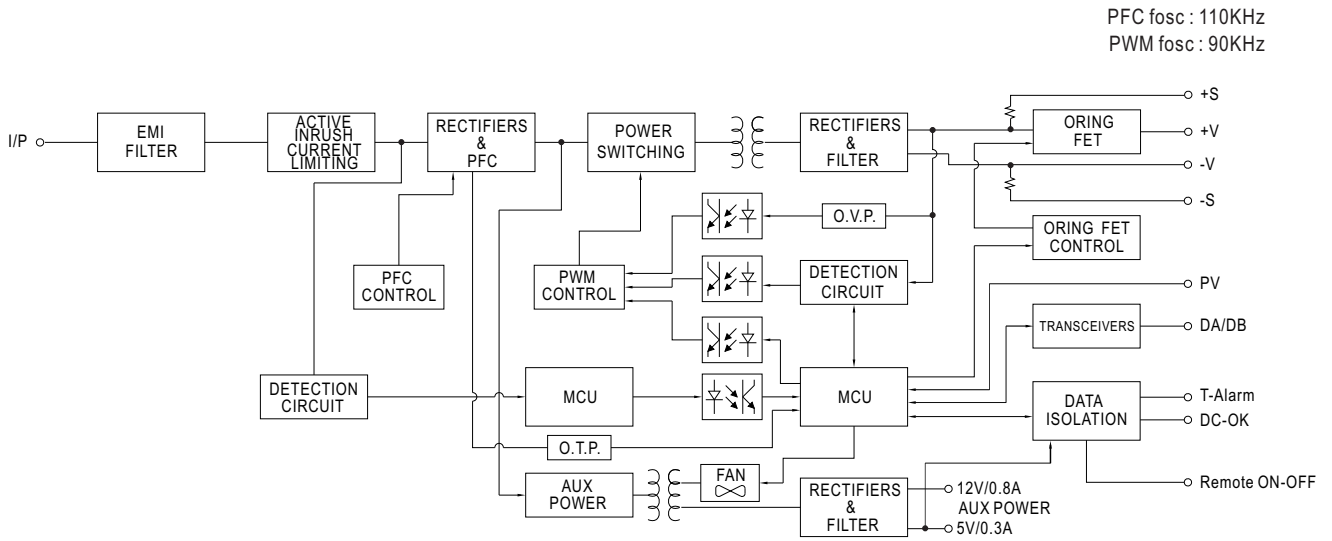 PFC fosc : 110KHz
PWM fosc : 90KHz
I/P
EMI
FILTER
ACTIVE
INRUSH
CURRENT
LIMITING
RECTIFIERS
&
PFC
POWER
SWITCHING
RECTIFIERS
&
FILTER
ORING
FET
+S
+V
-V
-S
O.V.P.
ORING FET
CONTROL
PFC
CONTROL
PWM
CONTROL
DETECTION
CIRCUIT
PV
TRANSCEIVERS
DA/DB
DETECTION
CIRCUIT
MCU
MCU
DATA
ISOLATION
T-Alarm
DC-OK
O.T.P.
AUX
POWER
FAN
RECTIFIERS
&
FILTER
12V/0.8A
AUX POWER
5V/0.3A
Remote ON-OFF